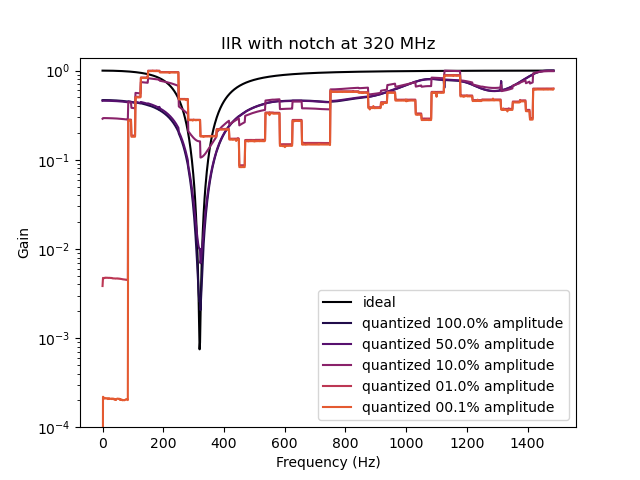 IIR with notch at 320 MHz
10⁰
10⁻¹
10⁻²
10⁻³
10⁻⁴
Gain
ideal
quantized 100.0% amplitude
quantized 50.0% amplitude
quantized 10.0% amplitude
quantized 01.0% amplitude
quantized 00.1% amplitude
0 200 400 600 800 1000 1200 1400
Frequency (Hz)